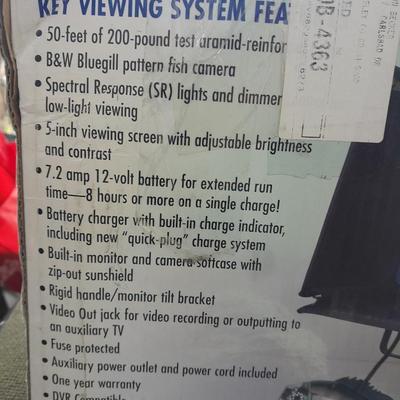 KEY VIEWING SYSTEM FEAT
• 50-feet of 200-pound test aramid-reinfor
• B&W Bluegill pattern fish camera
• Spectral Response (SR) lights and dimmer
low-light viewing
• 5-inch viewing screen with adjustable brightness
and contrast
• 7.2 amp 12-volt battery for extended run
time—8 hours or more on a single charge!
• Battery charger with built-in charge indicator,
including new "quick-plug" charge system
• Built-in monitor and camera softcase with
zip-out sunshield
• Rigid handle/monitor tilt bracket
• Video Out jack for video recording or outputting to
an auxiliary TV
• Fuse protected
• Auxiliary power outlet and power cord included
• One year warranty
• DVR Compatible
4363